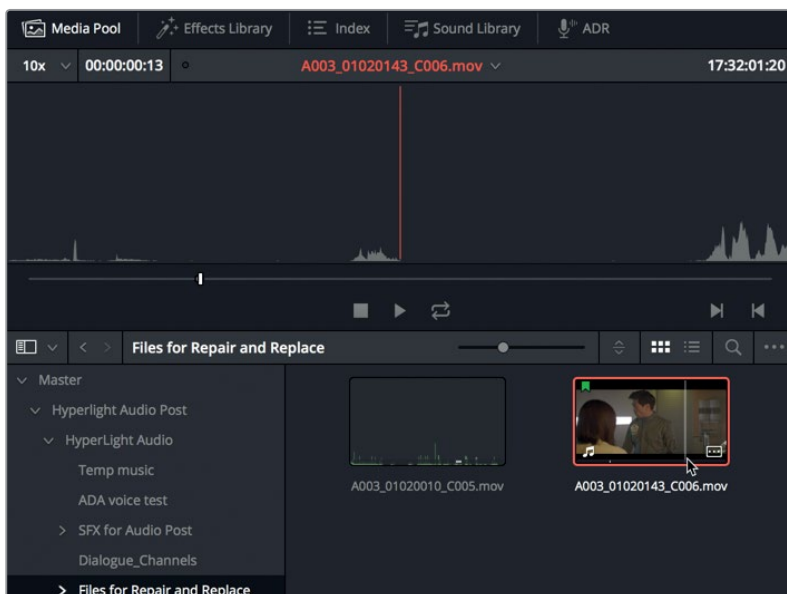 Media Pool Effects Library Index Sound Library ADR
10x 00:00:00:13 A003_01020143_C006.mov 17:32:01:20
Files for Repair and Replace
Master
Hyperlight Audio Post
HyperLight Audio
Temp music
ADA voice test
SFX for Audio Post
Dialogue_Channels
Files for Repair and Replace
A003_01020010_C005.mov
A003_01020143_C006.mov